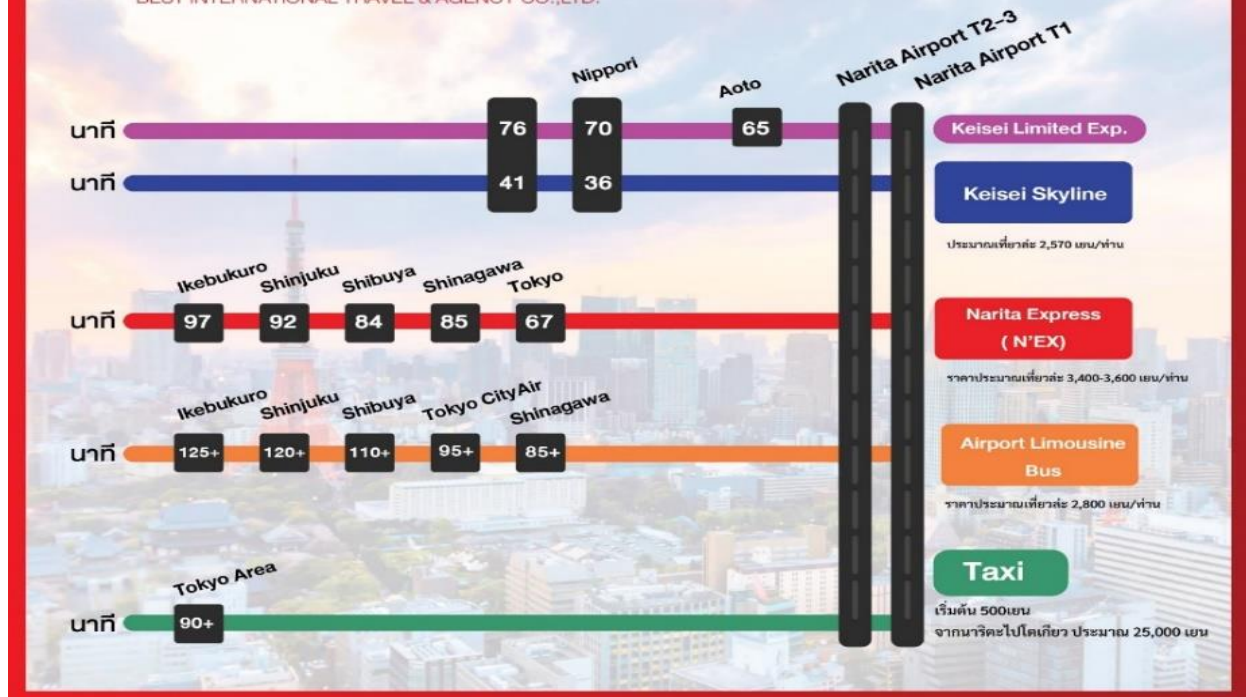 BEST INTERNATIONAL TRAVEL & AGENCY CO.,LTD.
Nippori
Aoto
Narita Airport T2-3
Narita Airport T1
นาที
76
70
65
Keisei Limited Exp.
นาที
41
36
Keisei Skyline
ประมาณเที่ยวล่ะ 2,570 เยน/ท่าน
Ikebukuro
Shinjuku
Shibuya
Shinagawa
Tokyo
นาที
97
92
84
85
67
Narita Express
( N'EX)
ราคาประมาณเที่ยวล่ะ 3,400-3,600 เยน/ท่าน
Ikebukuro
Shinjuku
Shibuya
Tokyo CityAir
Shinagawa
นาที
125+
120+
110+
95+
85+
Airport Limousine
Bus
ราคาประมาณเที่ยวล่ะ 2,800 เยน/ท่าน
Tokyo Area
นาที
90+
Taxi
เริ่มต้น 500เยน
จากนาริตะไปโตเกียว ประมาณ 25,000 เยน